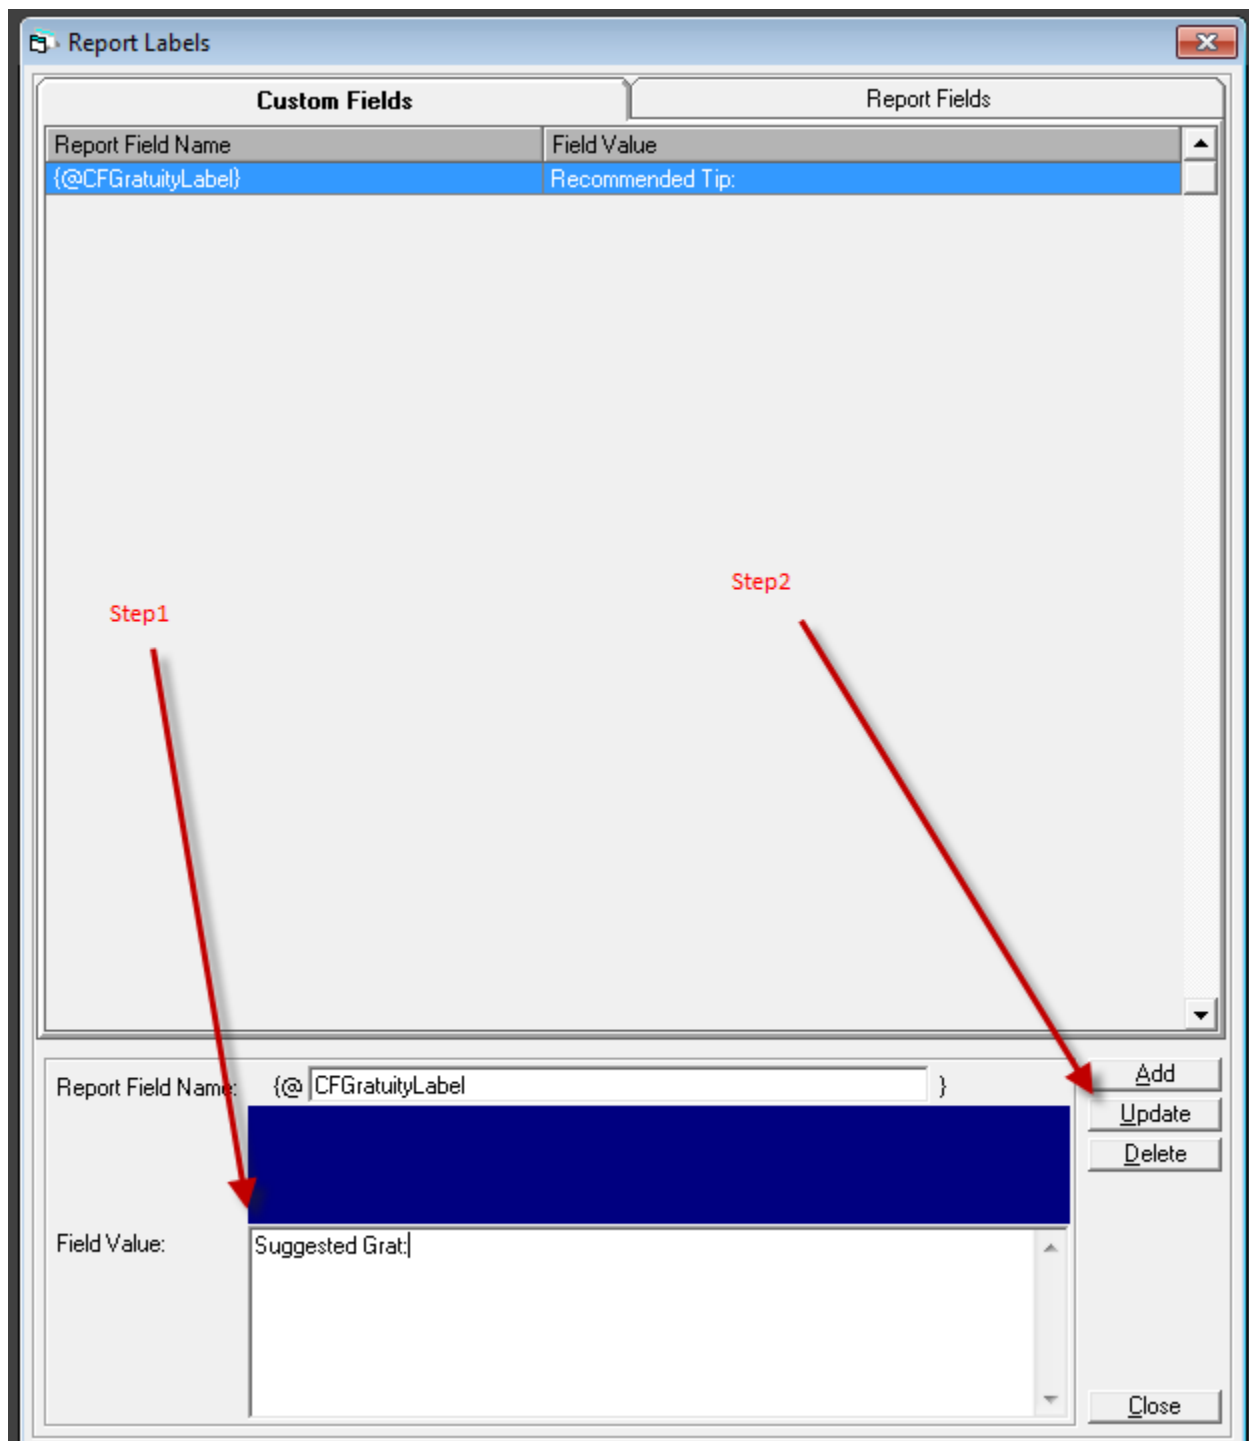 Report Labels
Custom Fields Report Fields
Report Field Name Field Value
{@CFGratuityLabel} Recommended Tip:
Step2
Step1
Report Field Name: {@ CFGratuityLabel } Add
Update
Delete
Field Value: Suggested Grat:
Close